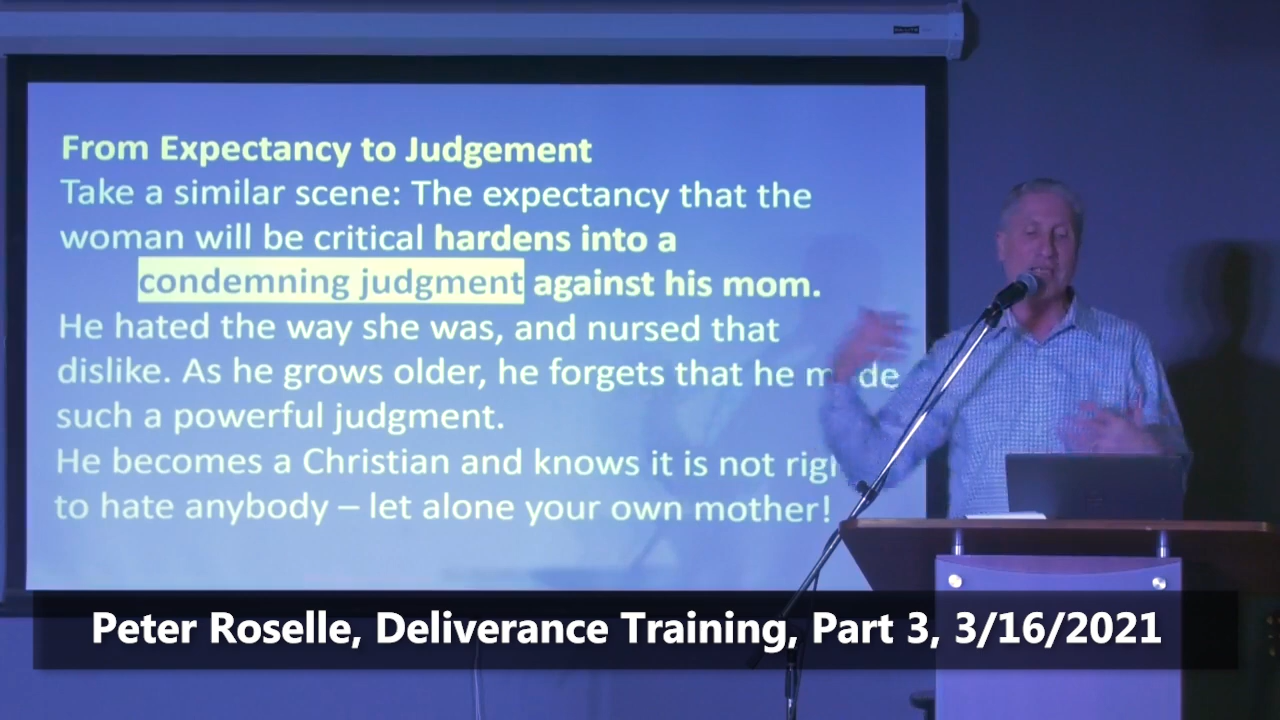 From Expectancy to Judgement
Take a similar scene: The expectancy that the
woman will be critical hardens into a
condemning judgment against his mom.
He hated the way she was, and nursed that
dislike. As he grows older, he forgets that he
such a powerful judgment.
He becomes a Christian and knows it is not
to hate anybody – let alone your own mother!
Peter Roselle, Deliverance Training, Part 3, 3/16/2021